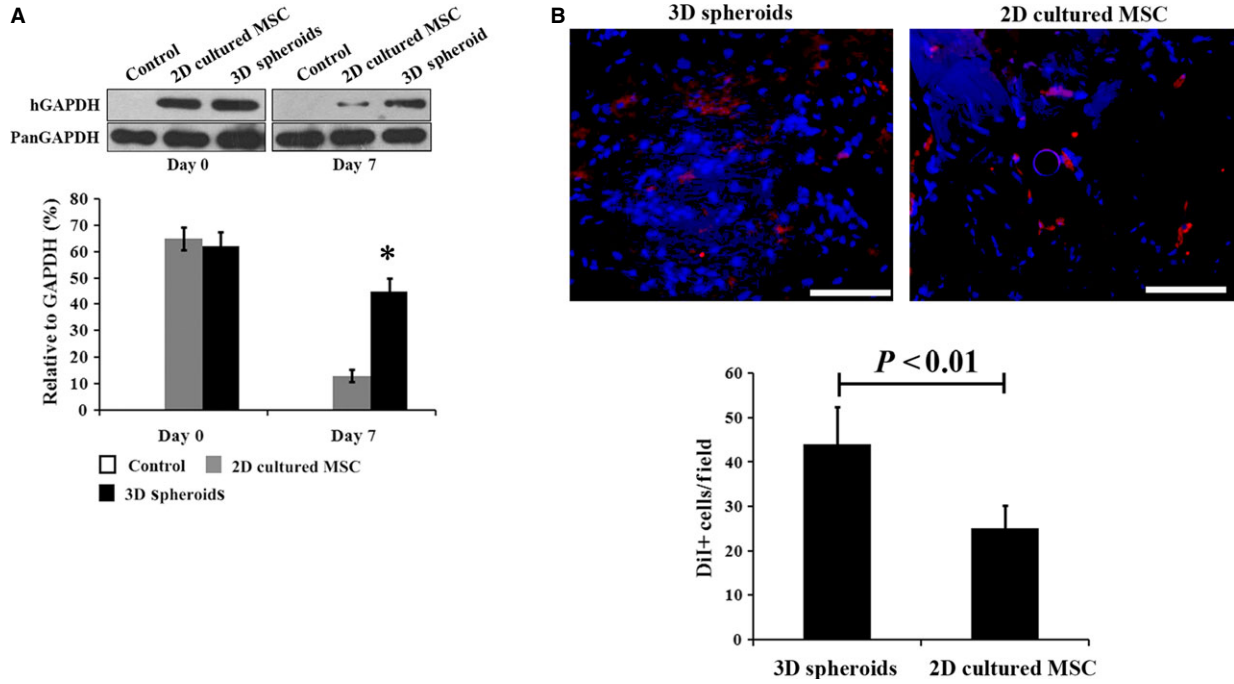 A
Control
2D cultured MSC
3D spheroids
Control
2D cultured MSC
3D spheroid
hGAPDH
PanGAPDH
Day 0
Day 7
Relative to GAPDH (%)
80
70
60
50
40
30
20
10
0
*
Day 0
Day 7
Control
2D cultured MSC
3D spheroids
B
3D spheroids
2D cultured MSC
P < 0.01
DiI+ cells/field
60
50
40
30
20
10
0
3D spheroids
2D cultured MSC